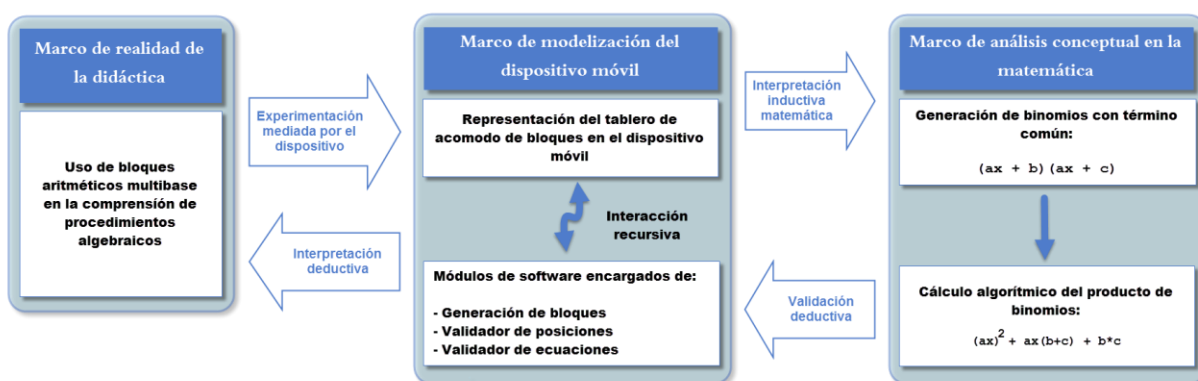 Marco de realidad de
la didáctica
Uso de bloques
aritméticos multibase
en la comprensión de
procedimientos
algebraicos
Experimentación
mediada por el
dispositivo
Interpretación
deductiva
Marco de modelización del
dispositivo móvil
Representación del tablero de
acomodo de bloques en el dispositivo
móvil
Interacción
recursiva
Módulos de software encargados de:
- Generación de bloques
- Validador de posiciones
- Validador de ecuaciones
Interpretación
inductiva
matemática
Validación
deductiva
Marco de análisis conceptual en la
matemática
Generación de binomios con término
común:
(ax + b)(ax + c)
Cálculo algorítmico del producto de
binomios:
(ax)² + ax(b+c) + b*c